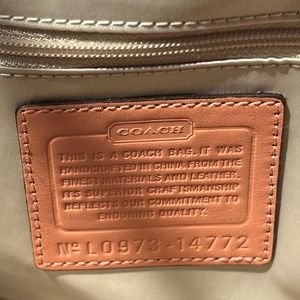 COACH
THIS IS A COACH BAG. IT WAS
HANDCRAFTED IN CHINA, FROM THE
FINEST MATERIALS AND LEATHER.
ITS SUPERIOR CRAFTSMANSHIP
REFLECTS OUR COMMITMENT TO
ENDURING QUALITY.
Nº L0973-14772